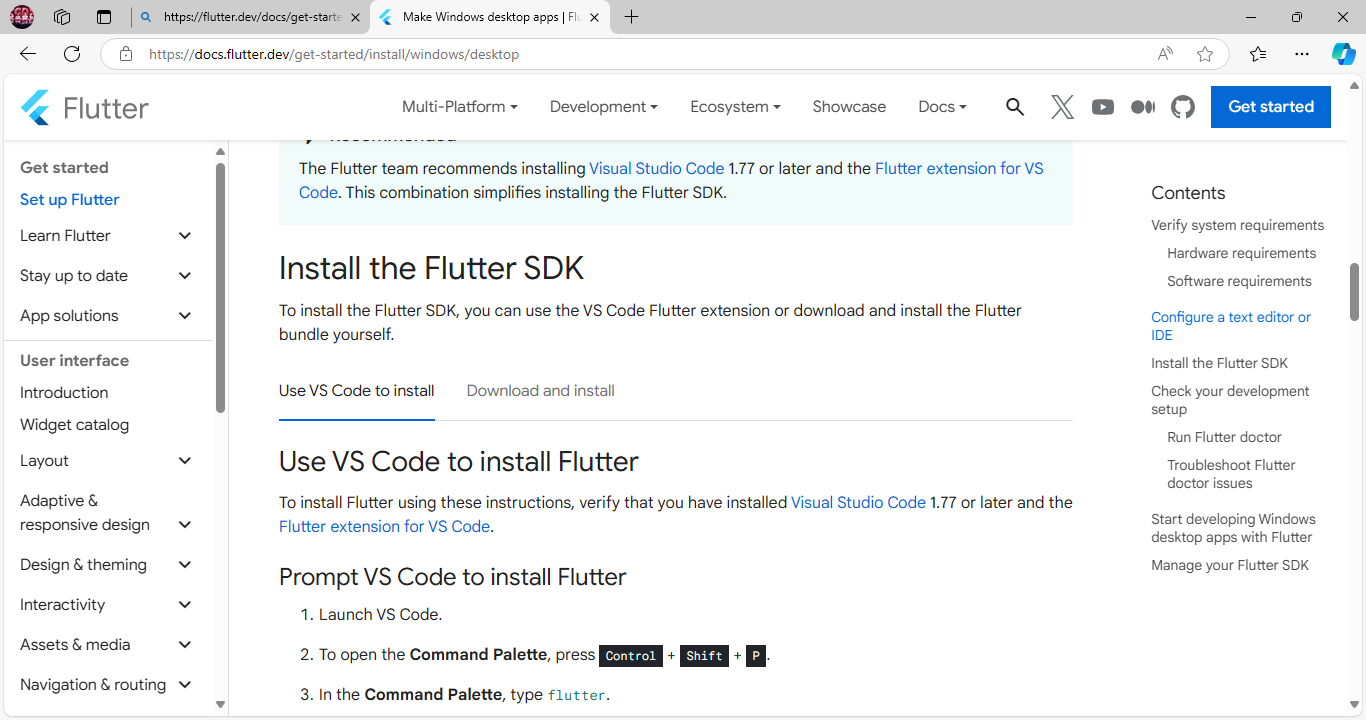 https://flutter.dev/docs/get-starte
Make Windows desktop apps | Flu
https://docs.flutter.dev/get-started/install/windows/desktop
Flutter
Multi-Platform
Development
Ecosystem
Showcase
Docs
Get started
Get started
Set up Flutter
Learn Flutter
Stay up to date
App solutions
User interface
Introduction
Widget catalog
Layout
Adaptive &
responsive design
Design & theming
Interactivity
Assets & media
Navigation & routing
Recommended
The Flutter team recommends installing Visual Studio Code 1.77 or later and the Flutter extension for VS
Code. This combination simplifies installing the Flutter SDK.
Install the Flutter SDK
To install the Flutter SDK, you can use the VS Code Flutter extension or download and install the Flutter
bundle yourself.
Use VS Code to install
Download and install
Use VS Code to install Flutter
To install Flutter using these instructions, verify that you have installed Visual Studio Code 1.77 or later and the
Flutter extension for VS Code.
Prompt VS Code to install Flutter
1. Launch VS Code.
2. To open the Command Palette, press Control + Shift + P.
3. In the Command Palette, type flutter.
Contents
Verify system requirements
Hardware requirements
Software requirements
Configure a text editor or
IDE
Install the Flutter SDK
Check your development
setup
Run Flutter doctor
Troubleshoot Flutter
doctor issues
Start developing Windows
desktop apps with Flutter
Manage your Flutter SDK